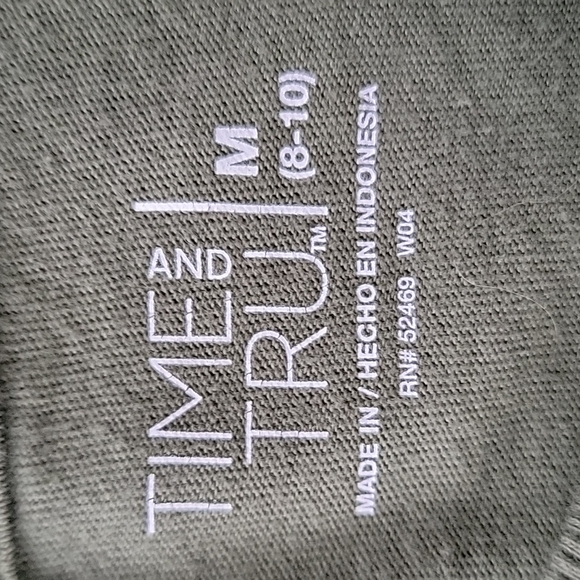 TIME AND
TRU™
M
(8-10)
MADE IN / HECHO EN INDONESIA
RN# 52469 W04